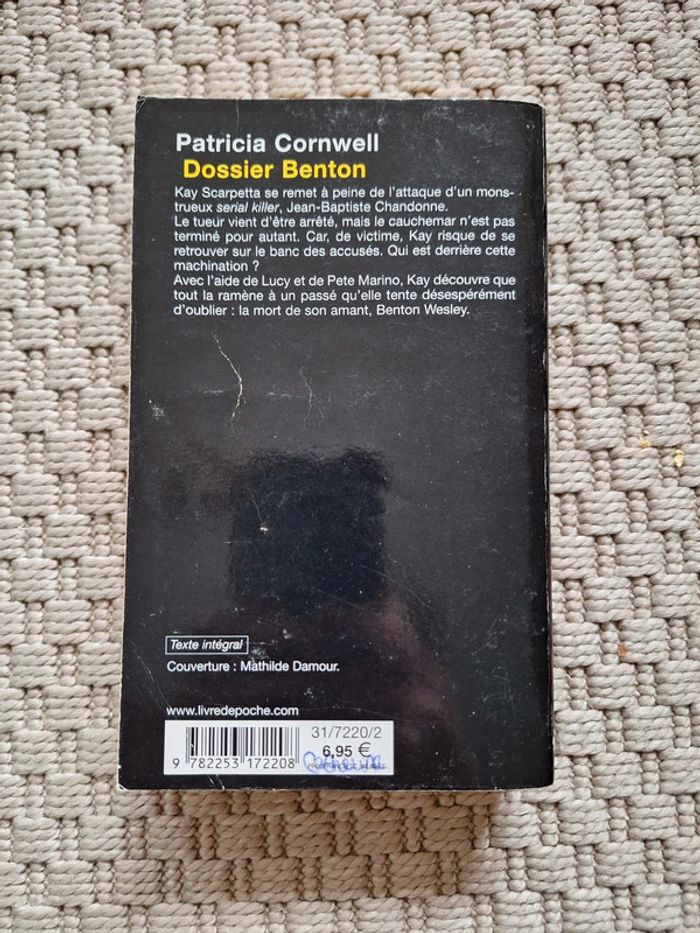 Patricia Cornwell
Dossier Benton
Kay Scarpetta se remet à peine de l'attaque d'un mons-
trueux serial killer, Jean-Baptiste Chandonne.
Le tueur vient d'être arrêté, mais le cauchemar n'est pas
terminé pour autant. Car, de victime, Kay risque de se
retrouver sur le banc des accusés. Qui est derrière cette
machination ?
Avec l'aide de Lucy et de Pete Marino, Kay découvre que
tout la ramène à un passé qu'elle tente désespérément
d'oublier : la mort de son amant, Benton Wesley.
Texte intégral
Couverture : Mathilde Damour.
www.livredepoche.com
31/7220/2
6,95 €
9 782253 172208